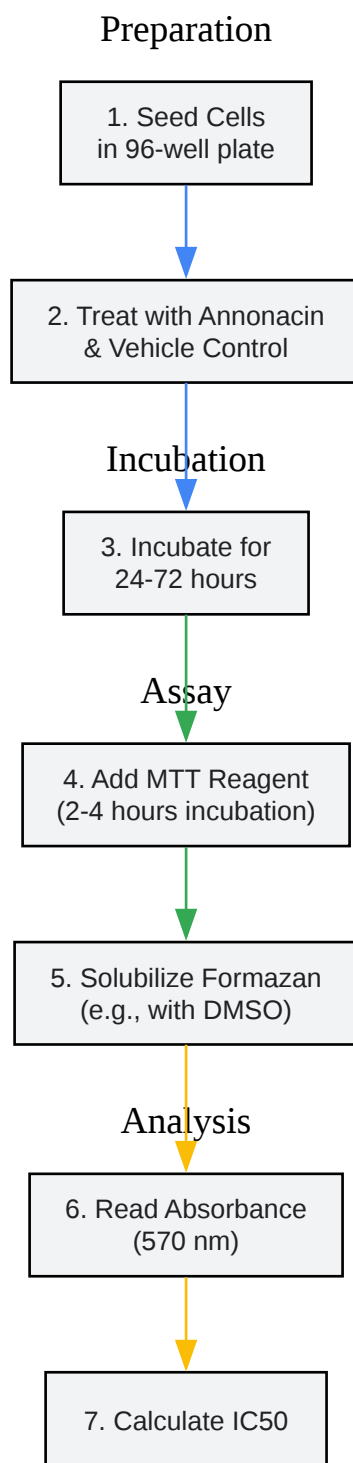 Preparation
1. Seed Cells
in 96-well plate
2. Treat with Annonacin
& Vehicle Control
Incubation
3. Incubate for
24-72 hours
Assay
4. Add MTT Reagent
(2-4 hours incubation)
5. Solubilize Formazan
(e.g., with DMSO)
Analysis
6. Read Absorbance
(570 nm)
7. Calculate IC50